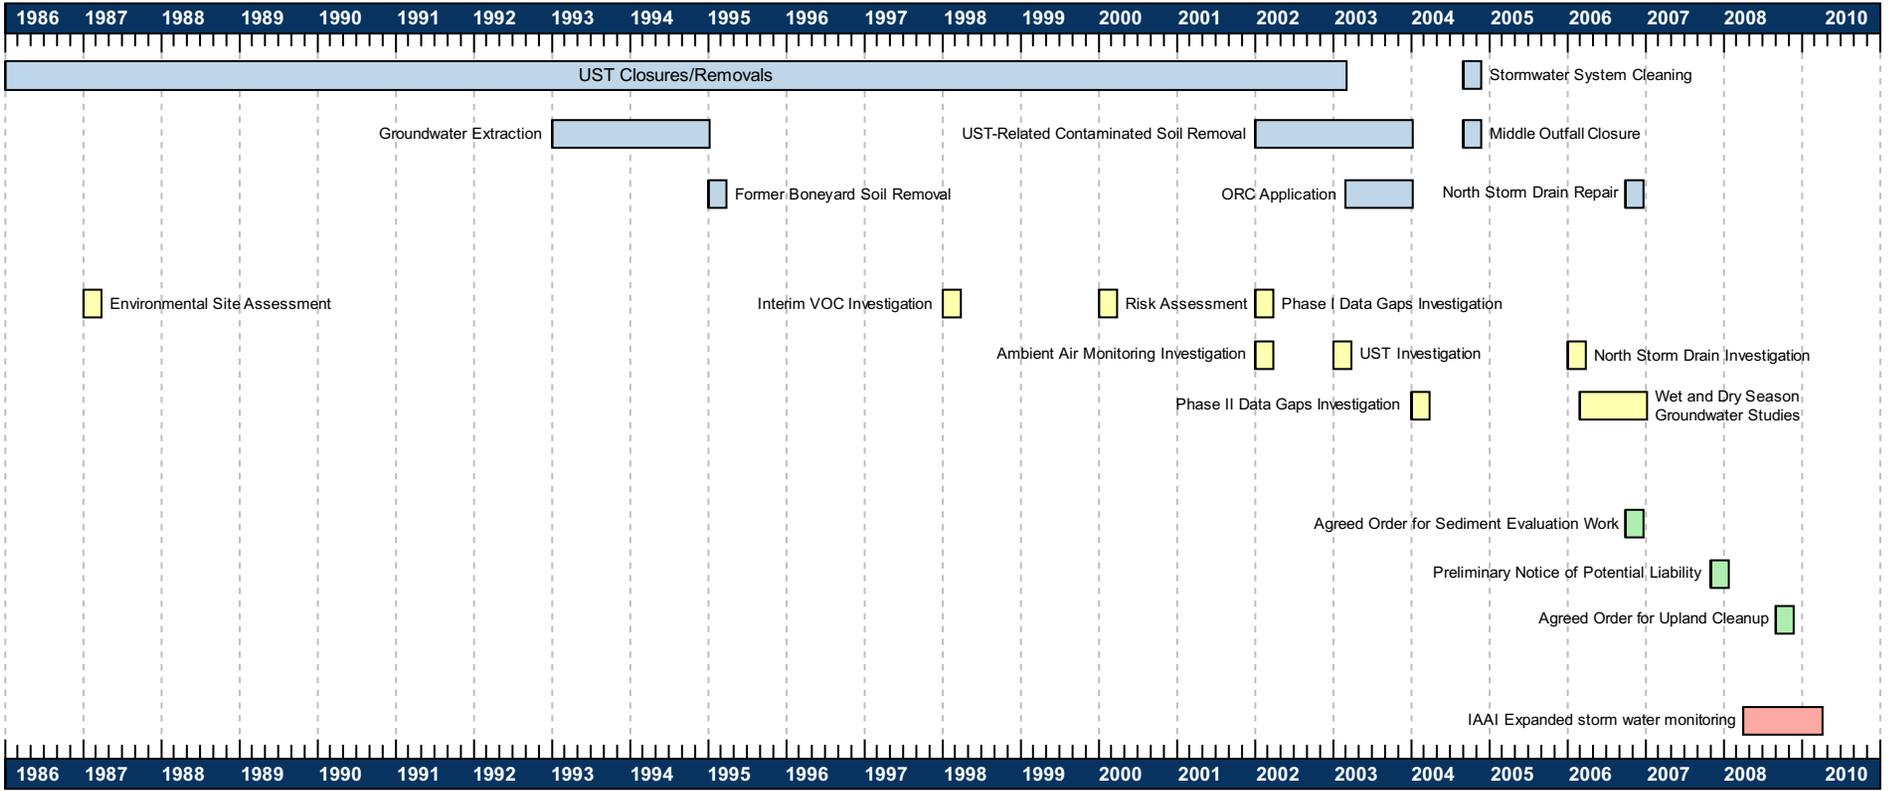 1986 1987 1988 1989 1990 1991 1992 1993 1994 1995 1996 1997 1998 1999 2000 2001 2002 2003 2004 2005 2006 2007 2008 2010
UST Closures/Removals
Stormwater System Cleaning
Groundwater Extraction
UST-Related Contaminated Soil Removal
Middle Outfall Closure
Former Boneyard Soil Removal
ORC Application
North Storm Drain Repair
Environmental Site Assessment
Interim VOC Investigation
Risk Assessment
Phase I Data Gaps Investigation
Ambient Air Monitoring Investigation
UST Investigation
North Storm Drain Investigation
Phase II Data Gaps Investigation
Wet and Dry Season
Groundwater Studies
Agreed Order for Sediment Evaluation Work
Preliminary Notice of Potential Liability
Agreed Order for Upland Cleanup
IAAI Expanded storm water monitoring
1986 1987 1988 1989 1990 1991 1992 1993 1994 1995 1996 1997 1998 1999 2000 2001 2002 2003 2004 2005 2006 2007 2008 2010